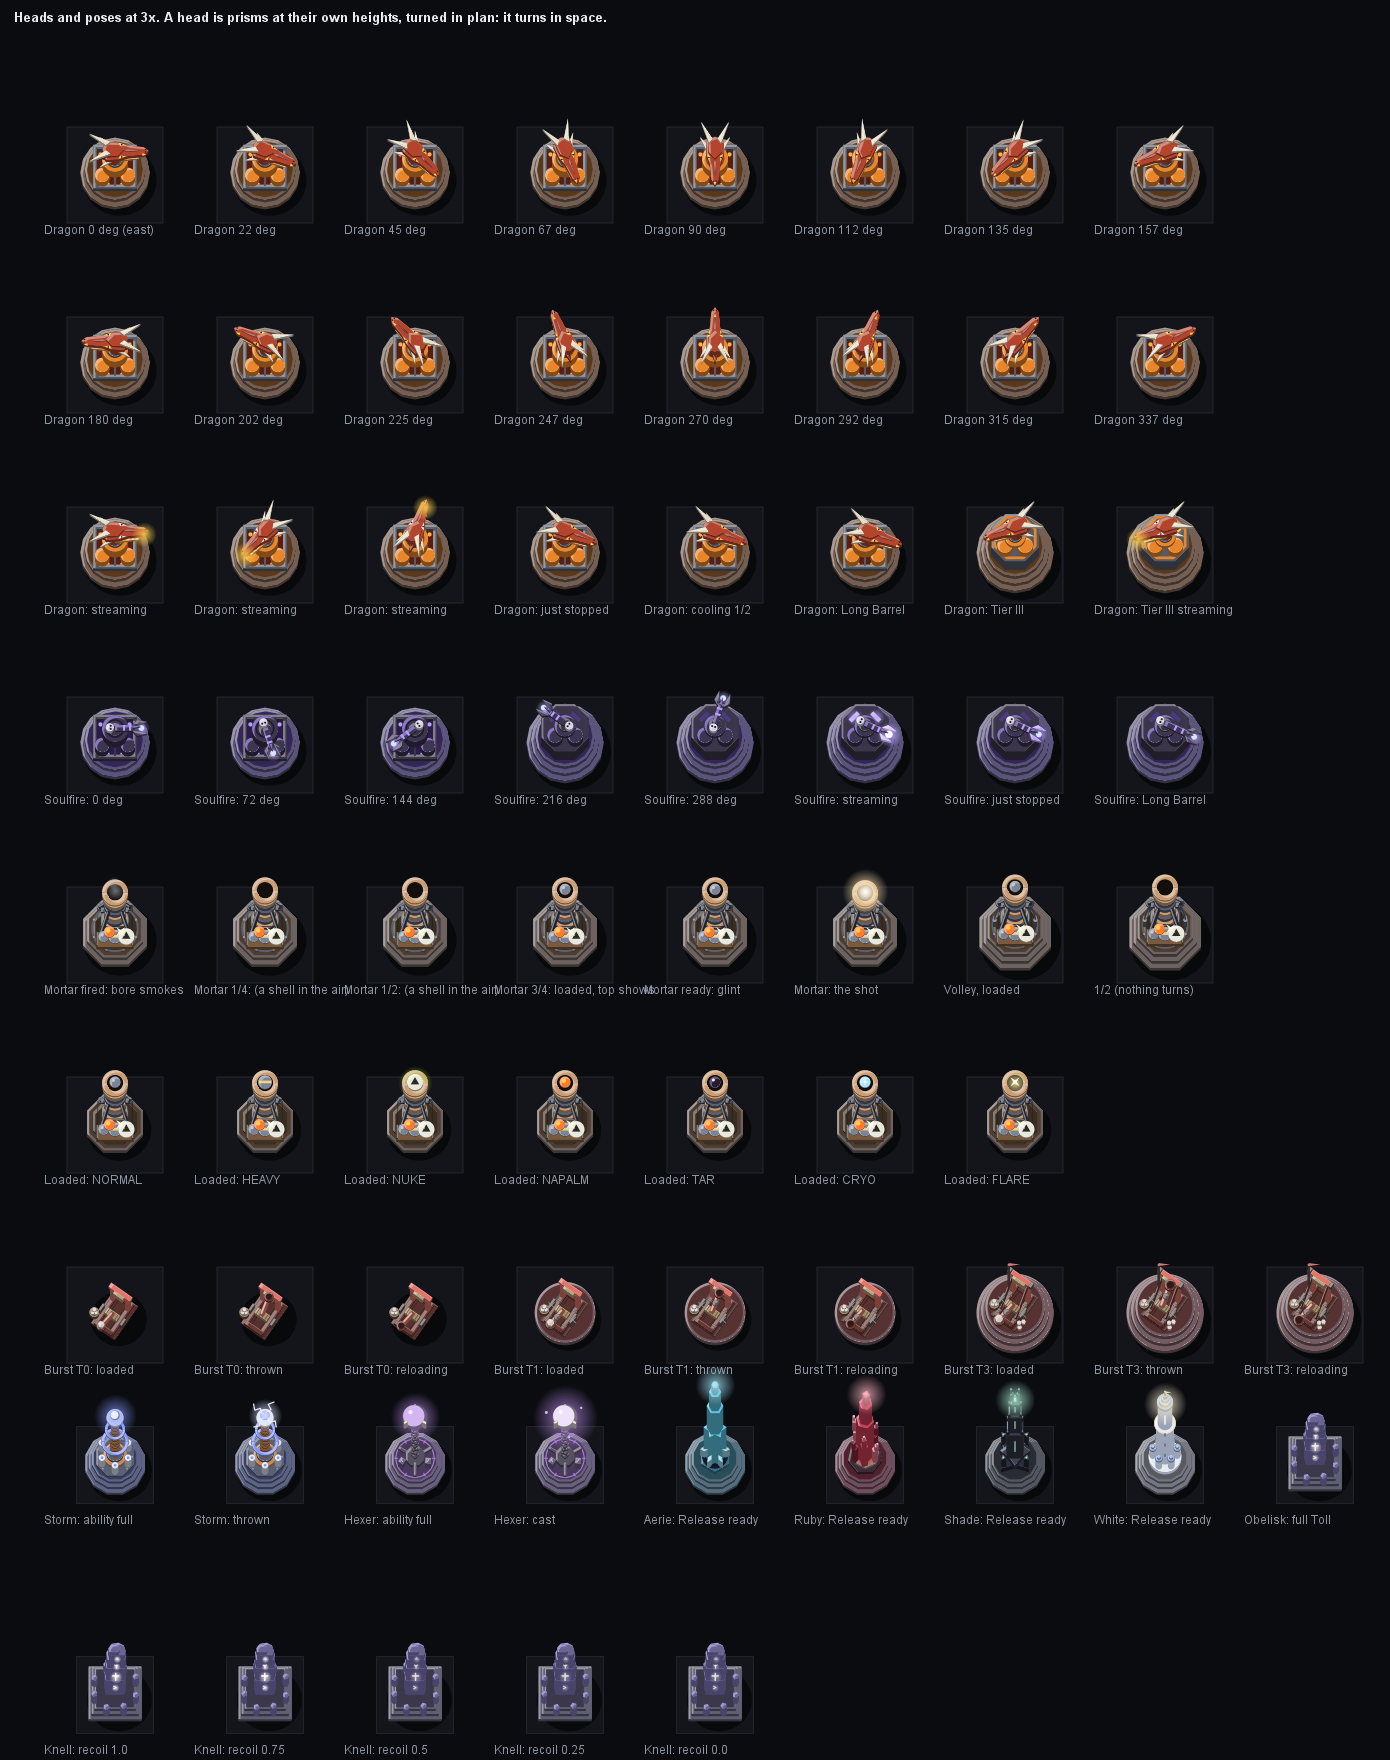 Heads and poses at 3x. A head is prisms at their own heights, turned in plan: it turns in space.
Dragon 0 deg (east) Dragon 22 deg Dragon 45 deg Dragon 67 deg Dragon 90 deg Dragon 112 deg Dragon 135 deg Dragon 157 deg
Dragon 180 deg Dragon 202 deg Dragon 225 deg Dragon 247 deg Dragon 270 deg Dragon 292 deg Dragon 315 deg Dragon 337 deg
Dragon: streaming Dragon: streaming Dragon: streaming Dragon: just stopped Dragon: cooling 1/2 Dragon: Long Barrel Dragon: Tier III Dragon: Tier III streaming
Soulfire: 0 deg Soulfire: 72 deg Soulfire: 144 deg Soulfire: 216 deg Soulfire: 288 deg Soulfire: streaming Soulfire: just stopped Soulfire: Long Barrel
Mortar fired: bore smokes Mortar 1/4: (a shell in the air) Mortar 1/2: (a shell in the air) Mortar 3/4: loaded, top shows Mortar ready: glint Mortar: the shot Volley, loaded 1/2 (nothing turns)
Loaded: NORMAL Loaded: HEAVY Loaded: NUKE Loaded: NAPALM Loaded: TAR Loaded: CRYO Loaded: FLARE
Burst T0: loaded Burst T0: thrown Burst T0: reloading Burst T1: loaded Burst T1: thrown Burst T1: reloading Burst T3: loaded Burst T3: thrown Burst T3: reloading
Storm: ability full Storm: thrown Hexer: ability full Hexer: cast Aerie: Release ready Ruby: Release ready Shade: Release ready White: Release ready Obelisk: full Toll
Knell: recoil 1.0 Knell: recoil 0.75 Knell: recoil 0.5 Knell: recoil 0.25 Knell: recoil 0.0